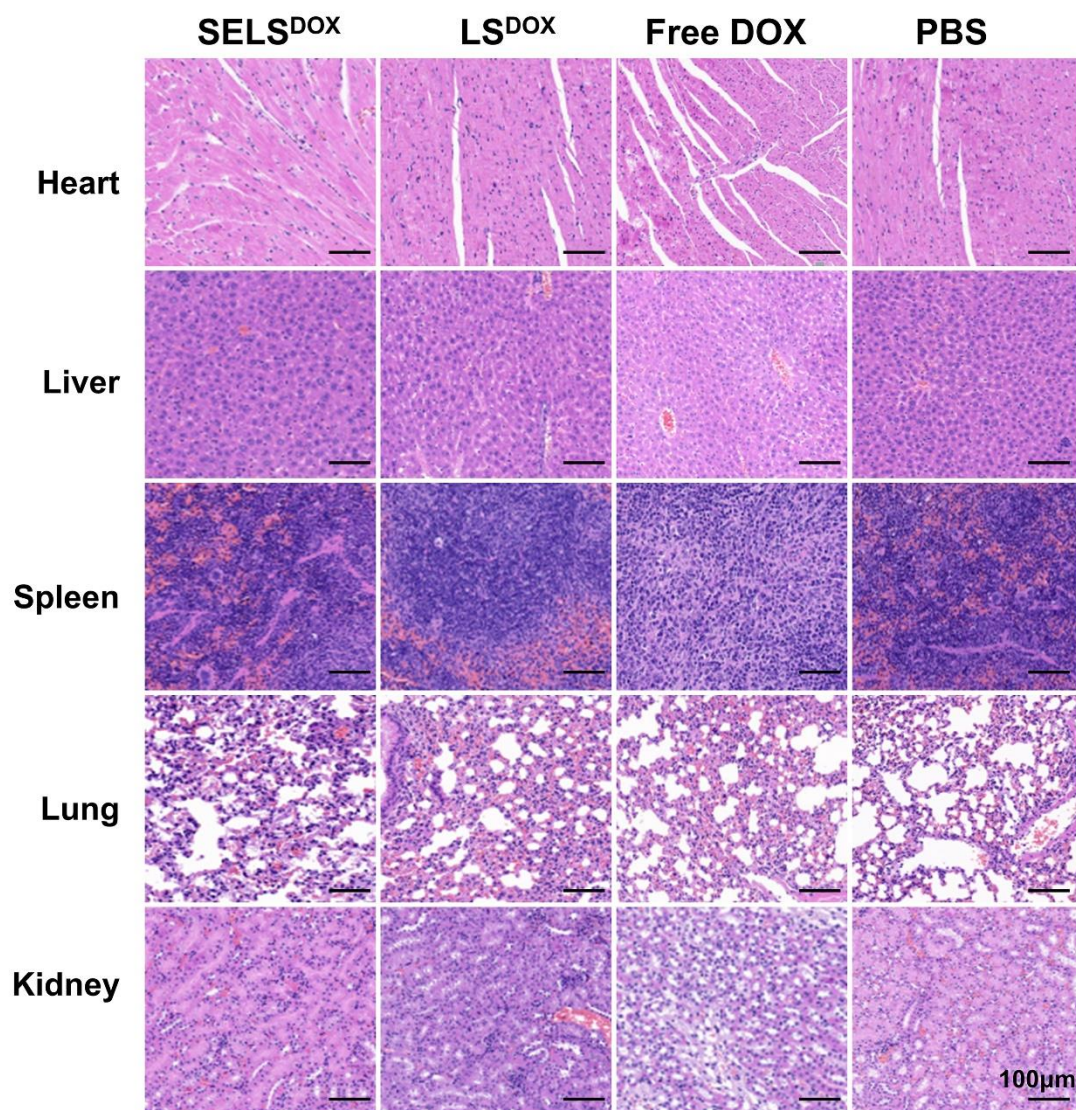 SELSDOX LSDOX Free DOX PBS
Heart
Liver
Spleen
Lung
Kidney
100μm